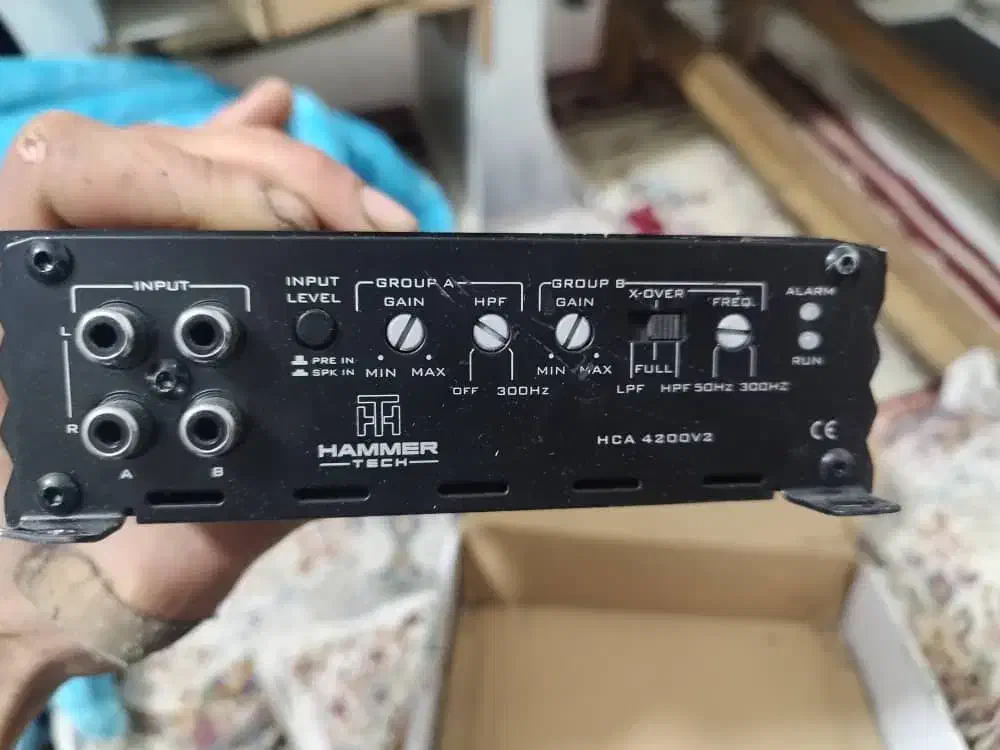 INPUT
L
R
A
B
INPUT
LEVEL
PRE IN
SPK IN
GROUP A
GAIN
HPF
MIN MAX
OFF 300HZ
GROUP B
GAIN
X-OVER
FREQ.
MIN MAX
FULL
LPF HPF 50HZ 300HZ
ALARM
RUN
HAMMER
TECH
HCA 4200V2
CE